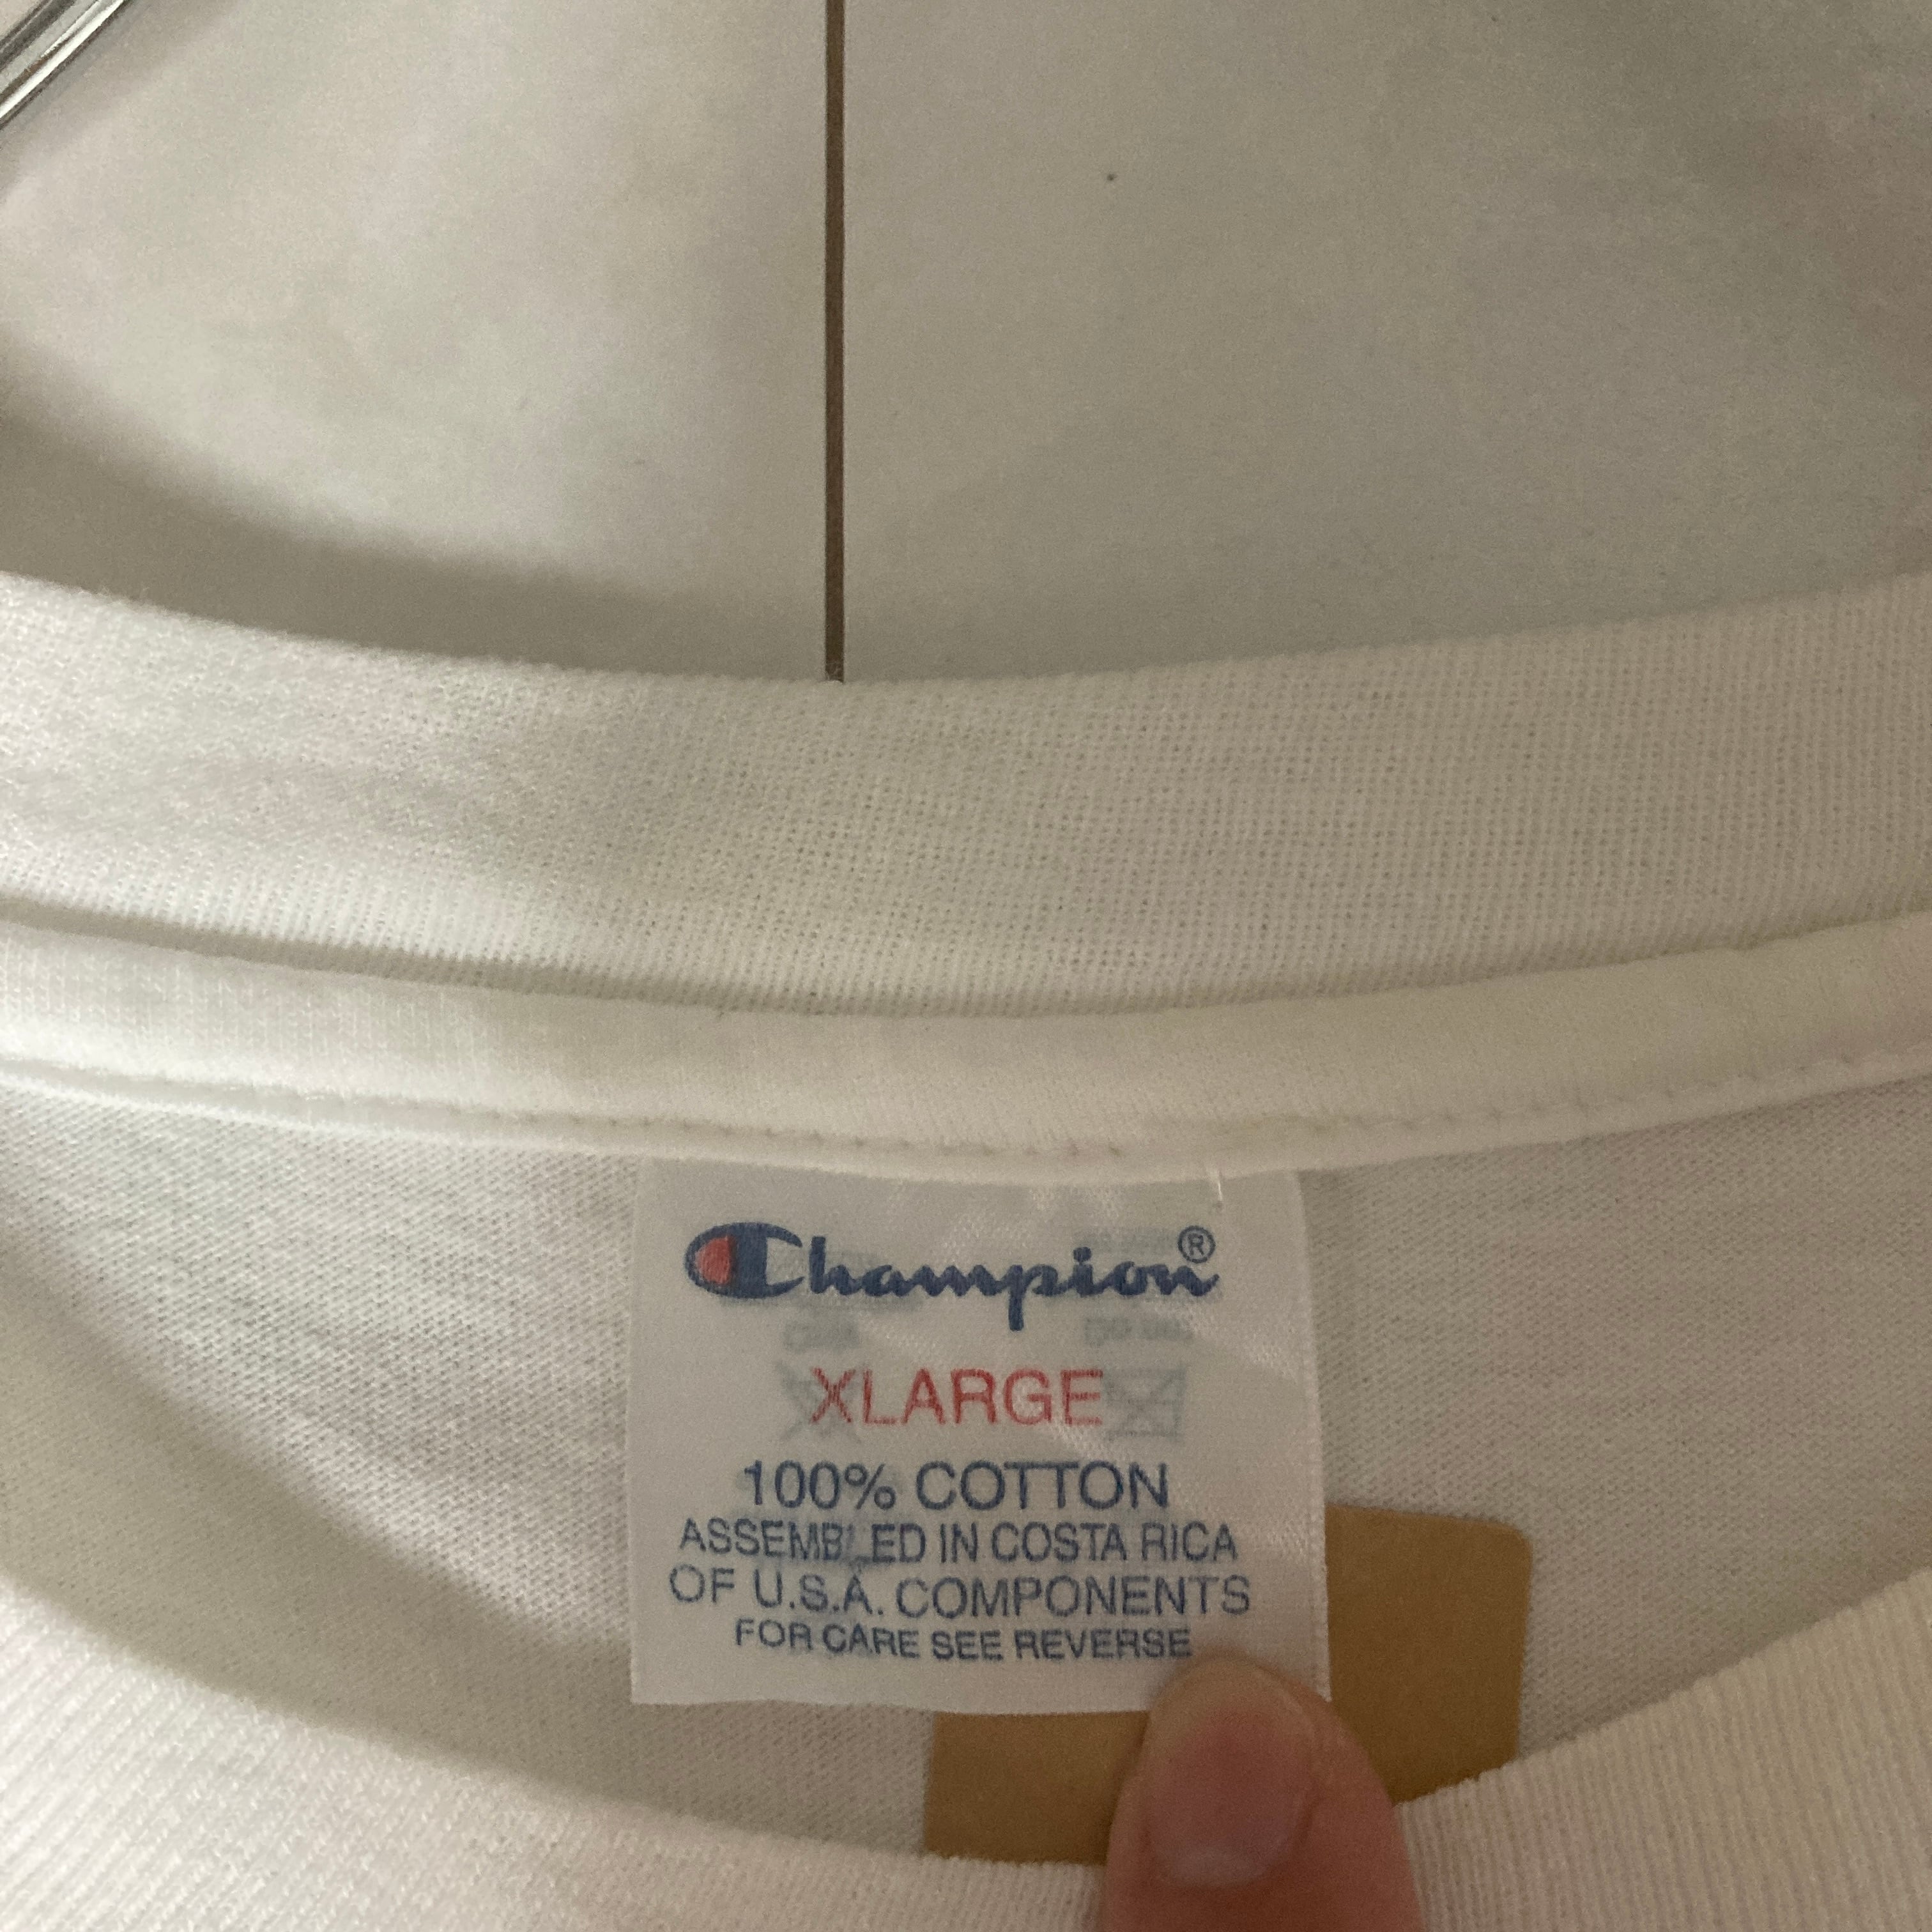 Champion®
XLARGE
100% COTTON
ASSEMBLED IN COSTA RICA
OF U.S.A. COMPONENTS
FOR CARE SEE REVERSE